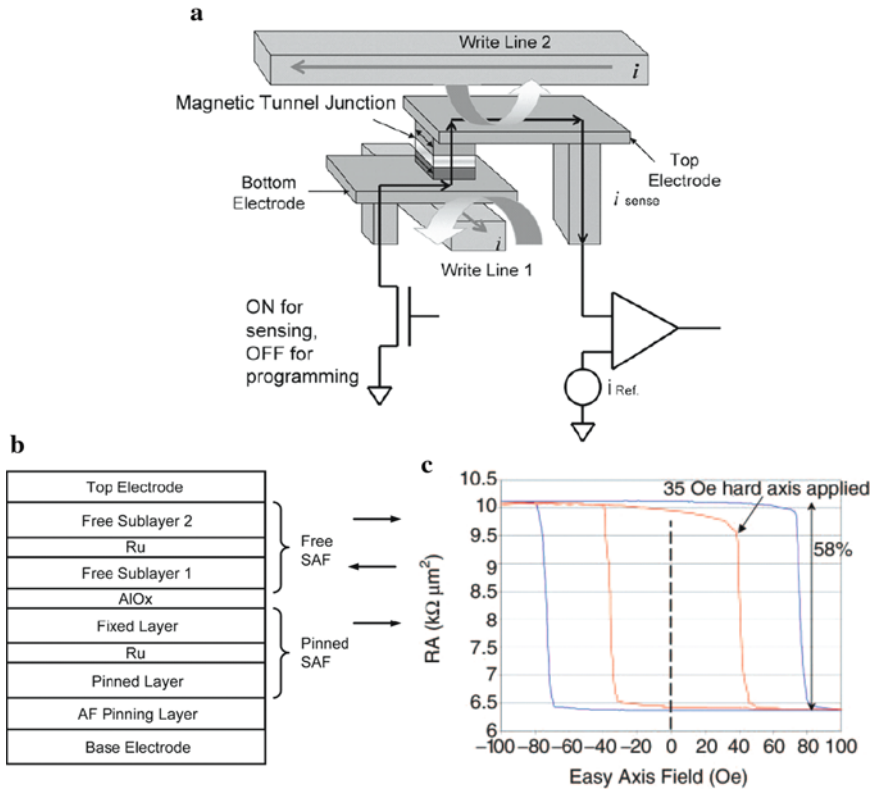 a
Write Line 2
i
Magnetic Tunnel Junction
Bottom
Electrode
Top
Electrode
i sense
i
Write Line 1
ON for
sensing,
OFF for
programming
i Ref.
b
Top Electrode
Free Sublayer 2
Ru
Free Sublayer 1
AlOx
Fixed Layer
Ru
Pinned Layer
AF Pinning Layer
Base Electrode
Free
SAF
Pinned
SAF
c
35 Oe hard axis applied
58%
10.5
10
9.5
9
8.5
8
7.5
7
6.5
6
RA (kΩ μm²)
−100 −80 −60 −40 −20 0 20 40 60 80 100
Easy Axis Field (Oe)